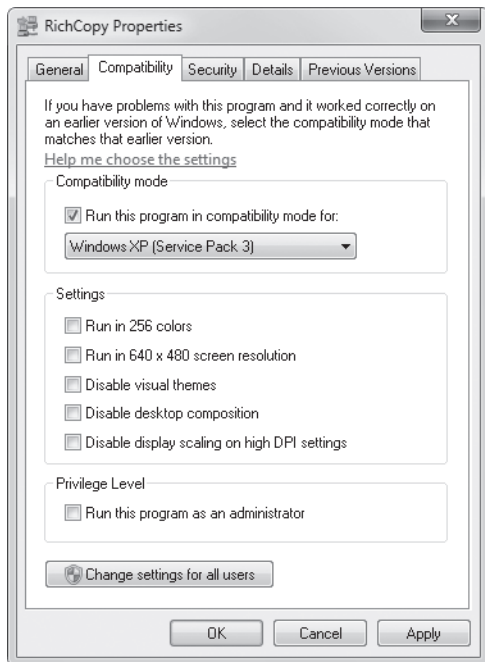 RichCopy Properties
General
Compatibility
Security
Details
Previous Versions
If you have problems with this program and it worked correctly on
an earlier version of Windows, select the compatibility mode that
matches that earlier version.
Help me choose the settings
Compatibility mode
Run this program in compatibility mode for:
Windows XP (Service Pack 3)
Settings
Run in 256 colors
Run in 640 x 480 screen resolution
Disable visual themes
Disable desktop composition
Disable display scaling on high DPI settings
Privilege Level
Run this program as an administrator
Change settings for all users
OK
Cancel
Apply